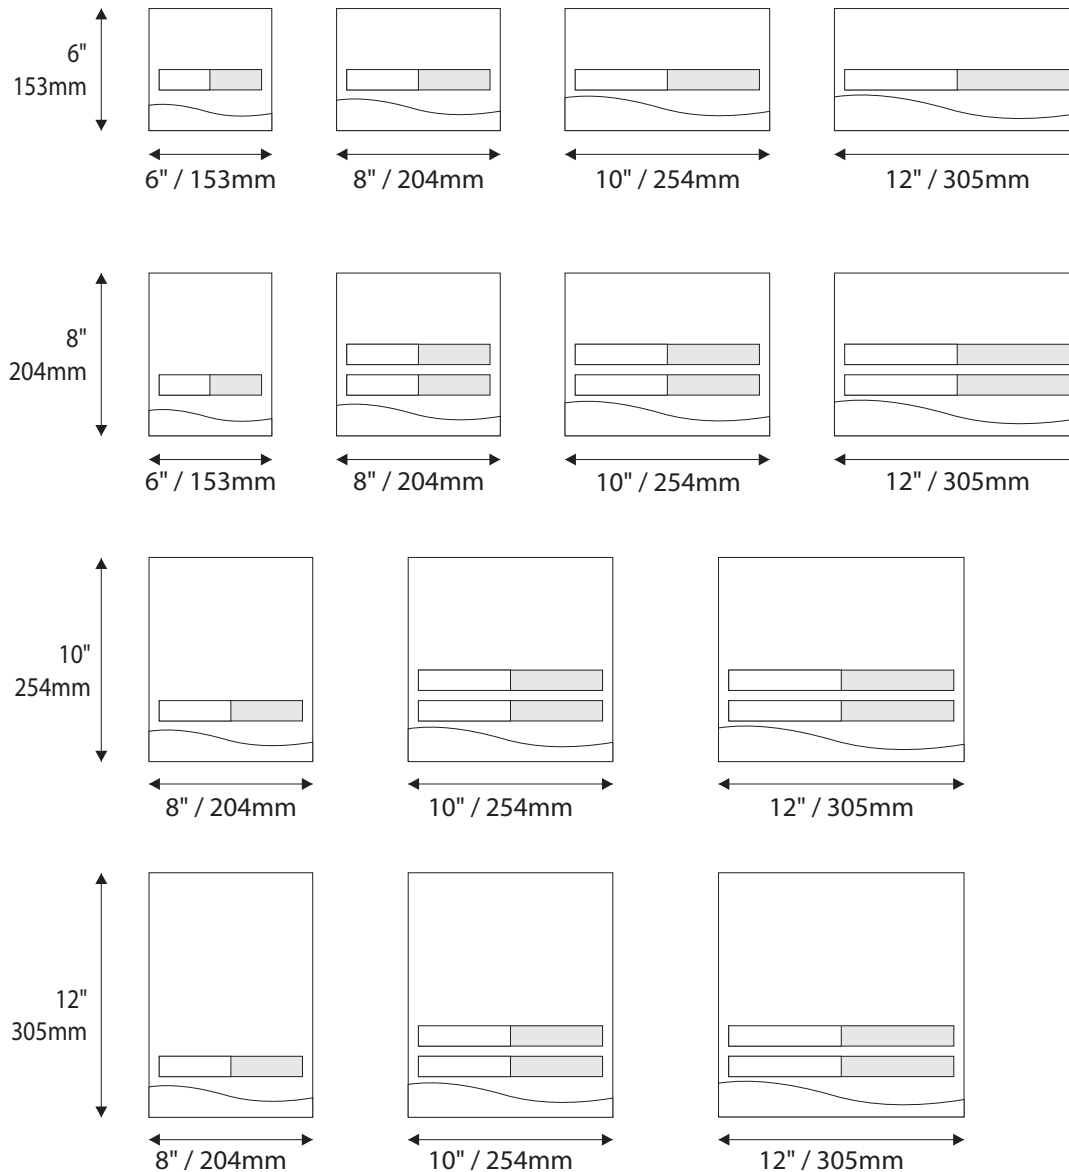 6"
153mm
6" / 153mm
8" / 204mm
10" / 254mm
12" / 305mm
8"
204mm
6" / 153mm
8" / 204mm
10" / 254mm
12" / 305mm
10"
254mm
8" / 204mm
10" / 254mm
12" / 305mm
12"
305mm
8" / 204mm
10" / 254mm
12" / 305mm